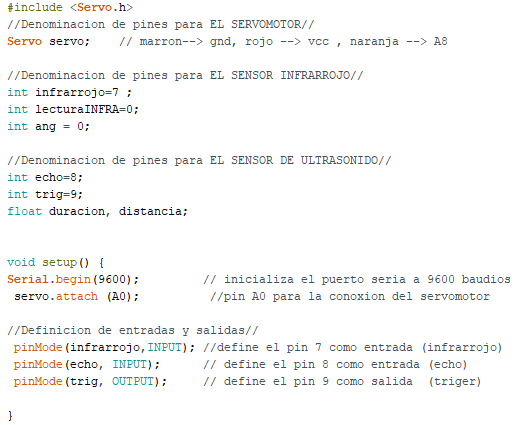 #include <Servo.h>
//Denominacion de pines para EL SERVOMOTOR//
Servo servo;    // marron--> gnd, rojo --> vcc , naranja --> A8
//Denominacion de pines para EL SENSOR INFRARROJO//
int infrarrojo=7 ;
int lecturaINFRA=0;
int ang = 0;
//Denominacion de pines para EL SENSOR DE ULTRASONIDO//
int echo=8;
int trig=9;
float duracion, distancia;
void setup() {
Serial.begin(9600);         // inicializa el puerto seria a 9600 baudios
 servo.attach (A0);          //pin A0 para la conoxion del servomotor
//Definicion de entradas y salidas//
 pinMode(infrarrojo,INPUT); //define el pin 7 como entrada (infrarrojo)
 pinMode(echo, INPUT);      // define el pin 8 como entrada (echo)
 pinMode(trig, OUTPUT);     // define el pin 9 como salida  (triger)
}